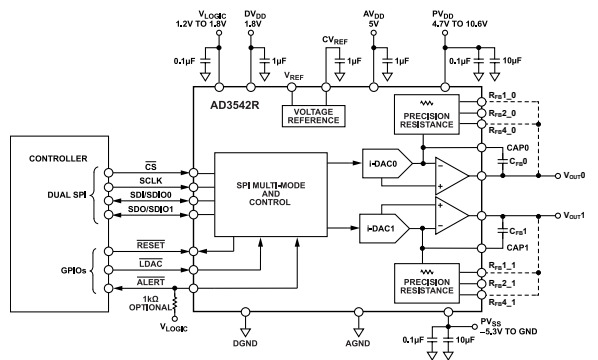 VLOGIC
1.2V TO 1.8V
DVDD
1.8V
AVDD
5V
PVDD
4.7V TO 10.6V
CVREF
0.1µF
1µF
1µF
1µF
0.1µF
10µF
VREF
AD3542R
VOLTAGE
REFERENCE
PRECISION
RESISTANCE
RFB1_0
RFB2_0
RFB4_0
CONTROLLER
DUAL SPI
CS
SCLK
SDI/SDIO0
SDO/SDIO1
SPI MULTI-MODE
AND
CONTROL
i-DAC0
CAP0
CFB0
VOUT0
i-DAC1
VOUT1
CFB1
CAP1
GPIOs
RESET
LDAC
ALERT
1kΩ
OPTIONAL
VLOGIC
PRECISION
RESISTANCE
RFB1_1
RFB2_1
RFB4_1
DGND
AGND
0.1µF
10µF
PVSS
–5.3V TO GND